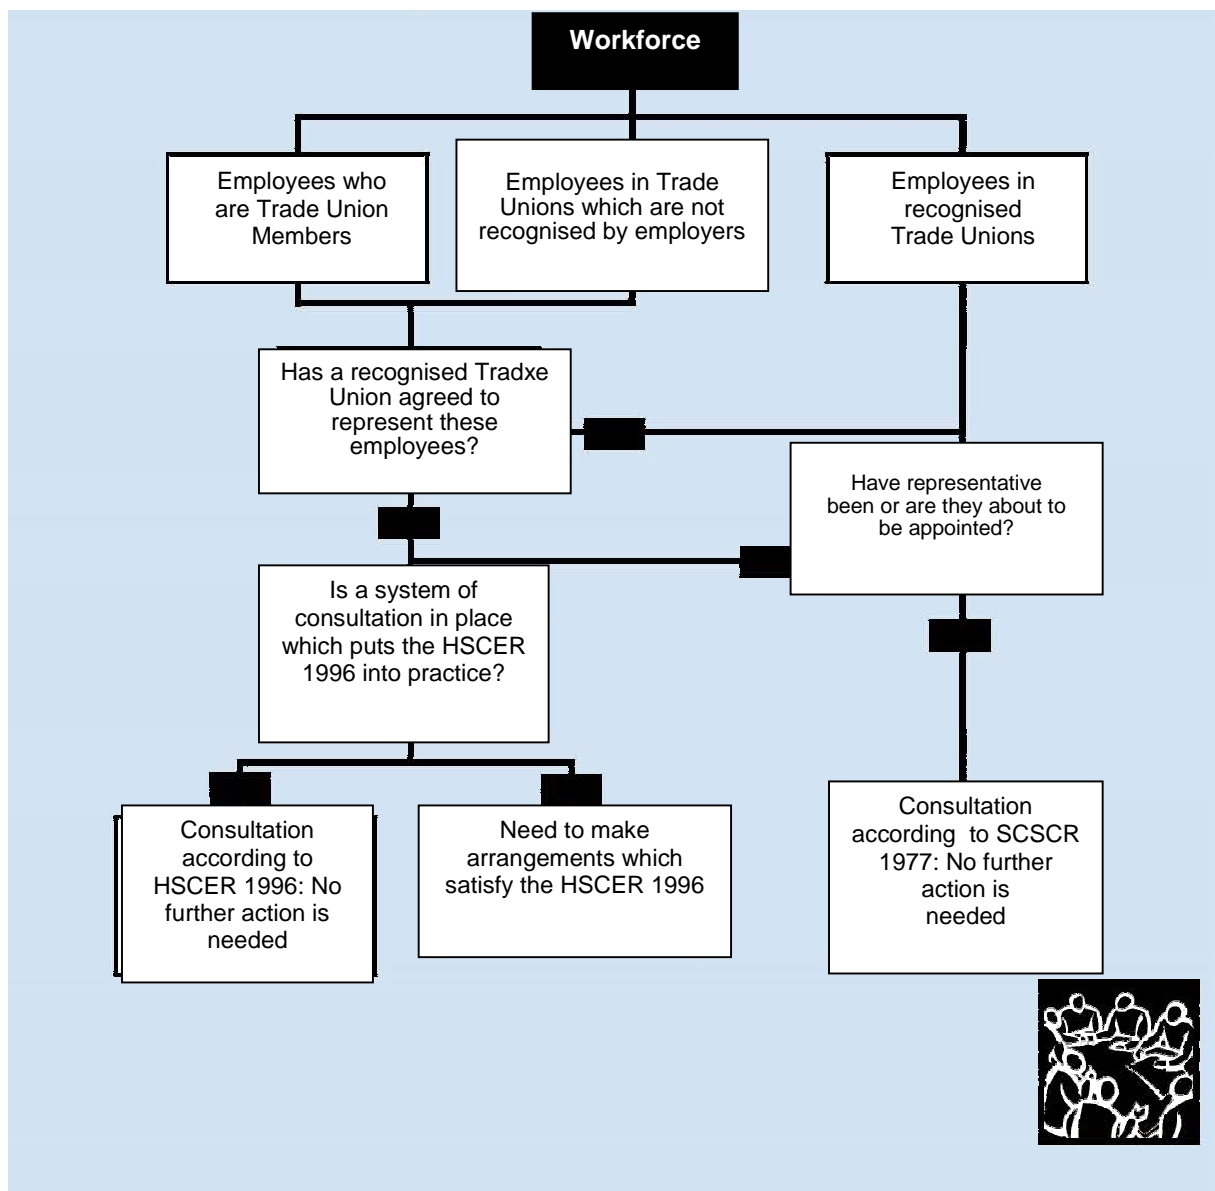 Workforce
Employees who
are Trade Union
Members
Employees in Trade
Unions which are not
recognised by employers
Employees in
recognised
Trade Unions
Has a recognised Tradxe
Union agreed to
represent these
employees?
Have representative
been or are they about to
be appointed?
Is a system of
consultation in place
which puts the HSCER
1996 into practice?
Consultation
according to
HSCER 1996: No
further action is
needed
Need to make
arrangements which
satisfy the HSCER 1996
Consultation
according to SCSCR
1977: No further
action is
needed